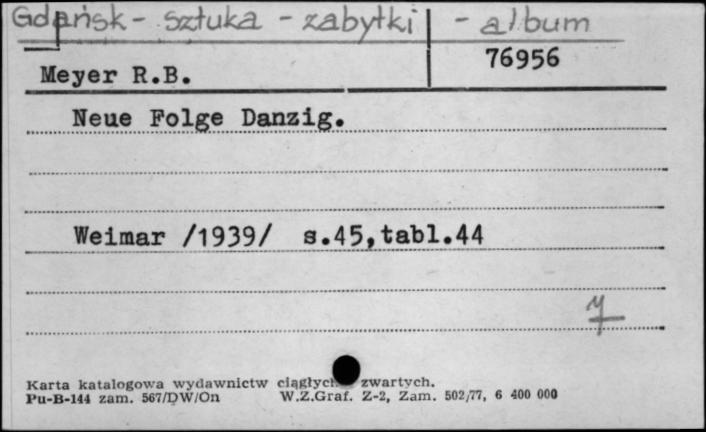 Gdańsk - sztuka - zabytki - album
Meyer R.B.
76956
Neue Folge Danzig.
Weimar /1939/ s.45,tabl.44
Karta katalogowa wydawnictw ciągłych zwartych.
Pu-B-144 zam. 567/DW/On W.Z.Graf. Z-2, Zam. 502/77, 6 400 000